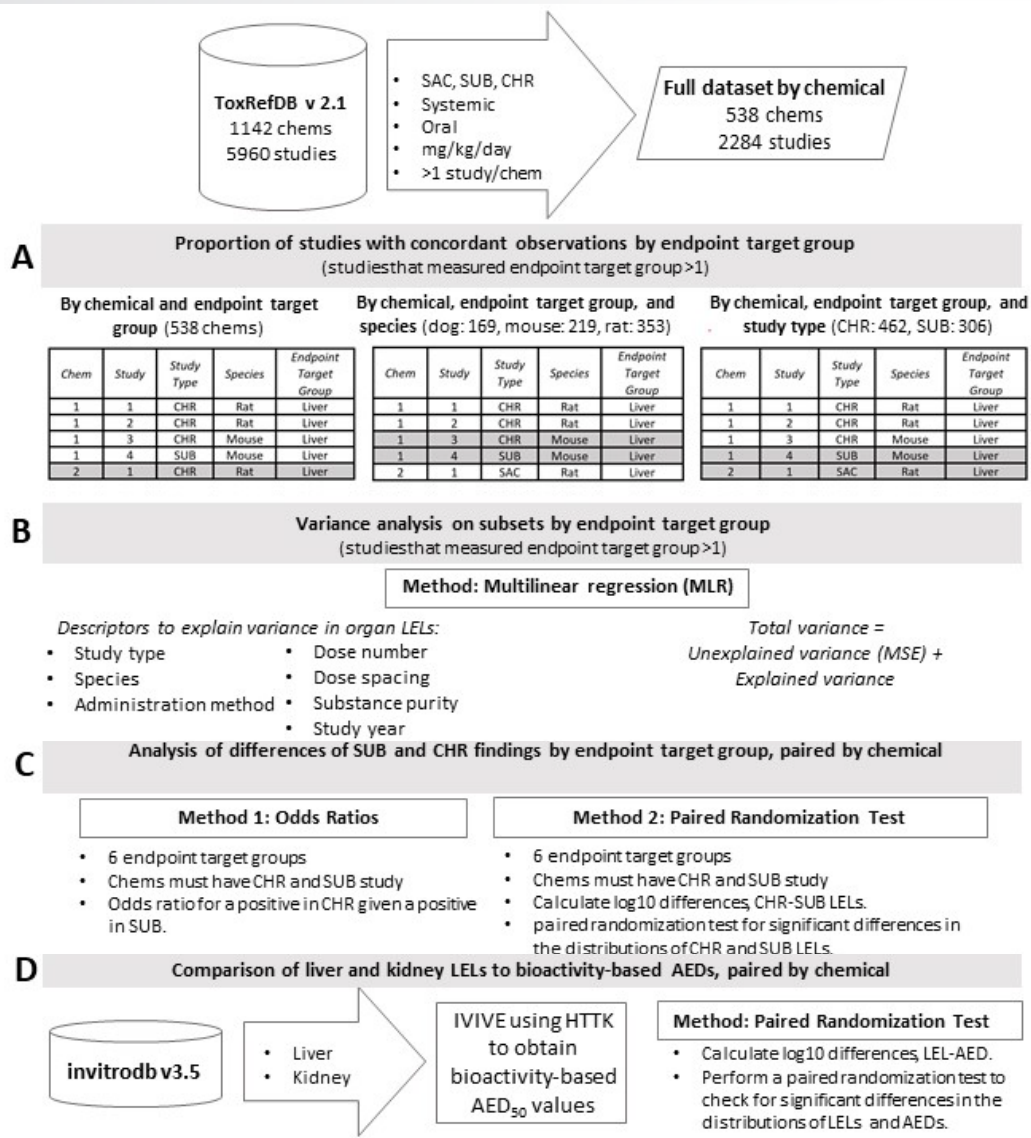 ToxRefDB v 2.1
1142 chems
5960 studies
• SAC, SUB, CHR
• Systemic
• Oral
• mg/kg/day
• >1 study/chem
Full dataset by chemical
538 chems
2284 studies
A
Proportion of studies with concordant observations by endpoint target group
(studiesthat measured endpoint target group>1)
By chemical and endpoint target
group (538 chems)
Chem Study Study Type Species Endpoint Target Group
1 1 CHR Rat Liver
1 2 CHR Rat Liver
1 3 CHR Mouse Liver
1 4 SUB Mouse Liver
2 1 CHR Rat Liver
By chemical, endpoint target group, and
species (dog: 169, mouse: 219, rat: 353)
Chem Study Study Type Species Endpoint Target Group
1 1 CHR Rat Liver
1 2 CHR Rat Liver
1 3 CHR Mouse Liver
1 4 SUB Mouse Liver
2 1 SAC Rat Liver
By chemical, endpoint target group, and
study type (CHR: 462, SUB: 306)
Chem Study Study Type Species Endpoint Target Group
1 1 CHR Rat Liver
1 2 CHR Rat Liver
1 3 CHR Mouse Liver
1 4 SUB Mouse Liver
2 1 SAC Rat Liver
B
Variance analysis on subsets by endpoint target group
(studiesthat measured endpoint target group>1)
Method: Multilinear regression (MLR)
Descriptors to explain variance in organ LELs:
• Study type
• Species
• Administration method
• Dose number
• Dose spacing
• Substance purity
• Study year
Total variance =
Unexplained variance (MSE) +
Explained variance
C
Analysis of differences of SUB and CHR findings by endpoint target group, paired by chemical
Method 1: Odds Ratios
• 6 endpoint target groups
• Chems must have CHR and SUB study
• Odds ratio for a positive in CHR given a positive
in SUB.
Method 2: Paired Randomization Test
• 6 endpoint target groups
• Chems must have CHR and SUB study
• Calculate log10 differences, CHR-SUB LELs.
• paired randomization test for significant differences in
the distributions of CHR and SUB LELs.
D
Comparison of liver and kidney LELs to bioactivity-based AEDs, paired by chemical
invitrodb v3.5
• Liver
• Kidney
IVIVE using HTTK
to obtain
bioactivity-based
AED50 values
Method: Paired Randomization Test
• Calculate log10 differences, LEL-AED.
• Perform a paired randomization test to
check for significant differences in the
distributions of LELs and AEDs.